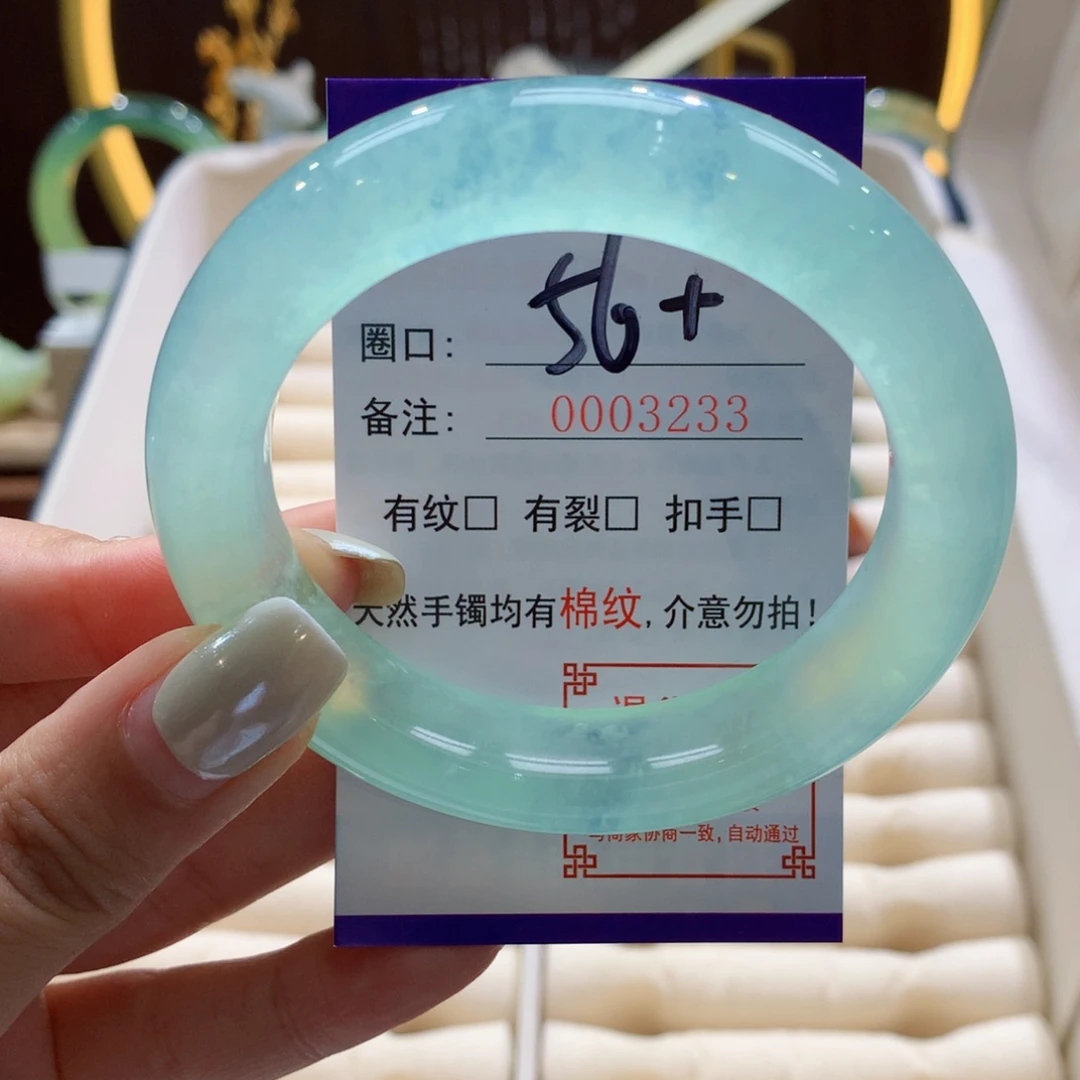 圈口: 56+
备注: 0003233
有纹□ 有裂□ 扣手□
天然手镯均有棉纹,介意勿拍!
与商家协商一致,自动通过